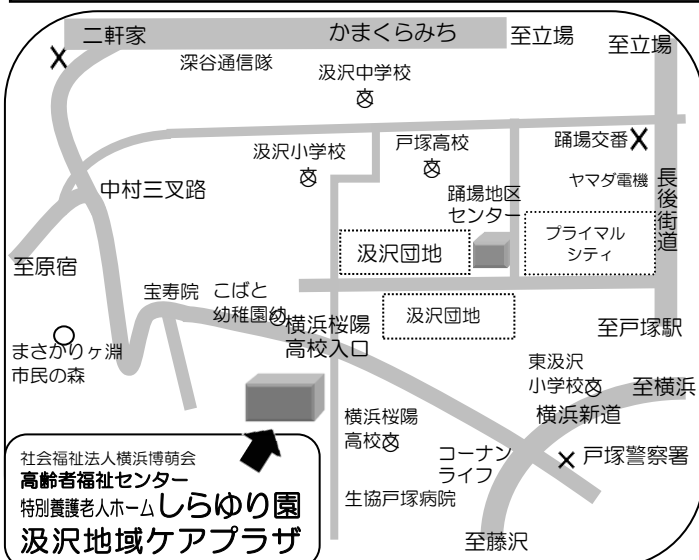 二軒家
かまくらみち
至立場
至立場
深谷通信隊
汲沢中学校
踊場交番
汲沢小学校
戸塚高校
ヤマダ電機
長後街道
中村三叉路
踊場地区
センター
プライマル
シティ
汲沢団地
至原宿
宝寿院
こばと
幼稚園
汲沢団地
横浜桜陽
高校入口
至戸塚駅
まさかりヶ淵
市民の森
東汲沢
小学校
至横浜
横浜新道
横浜桜陽
高校
コーナン
ライフ
戸塚警察署
生協戸塚病院
至藤沢
社会福祉法人横浜博萌会
高齢者福祉センター
特別養護老人ホームしらゆり園
汲沢地域ケアプラザ